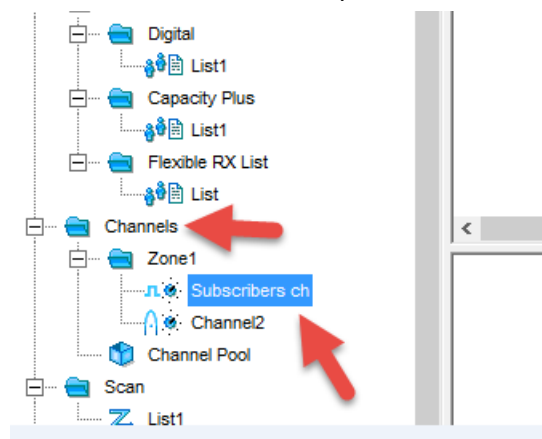 Digital
List1
Capacity Plus
List1
Flexible RX List
List
Channels
Zone1
Subscribers ch
Channel2
Channel Pool
Scan
List1